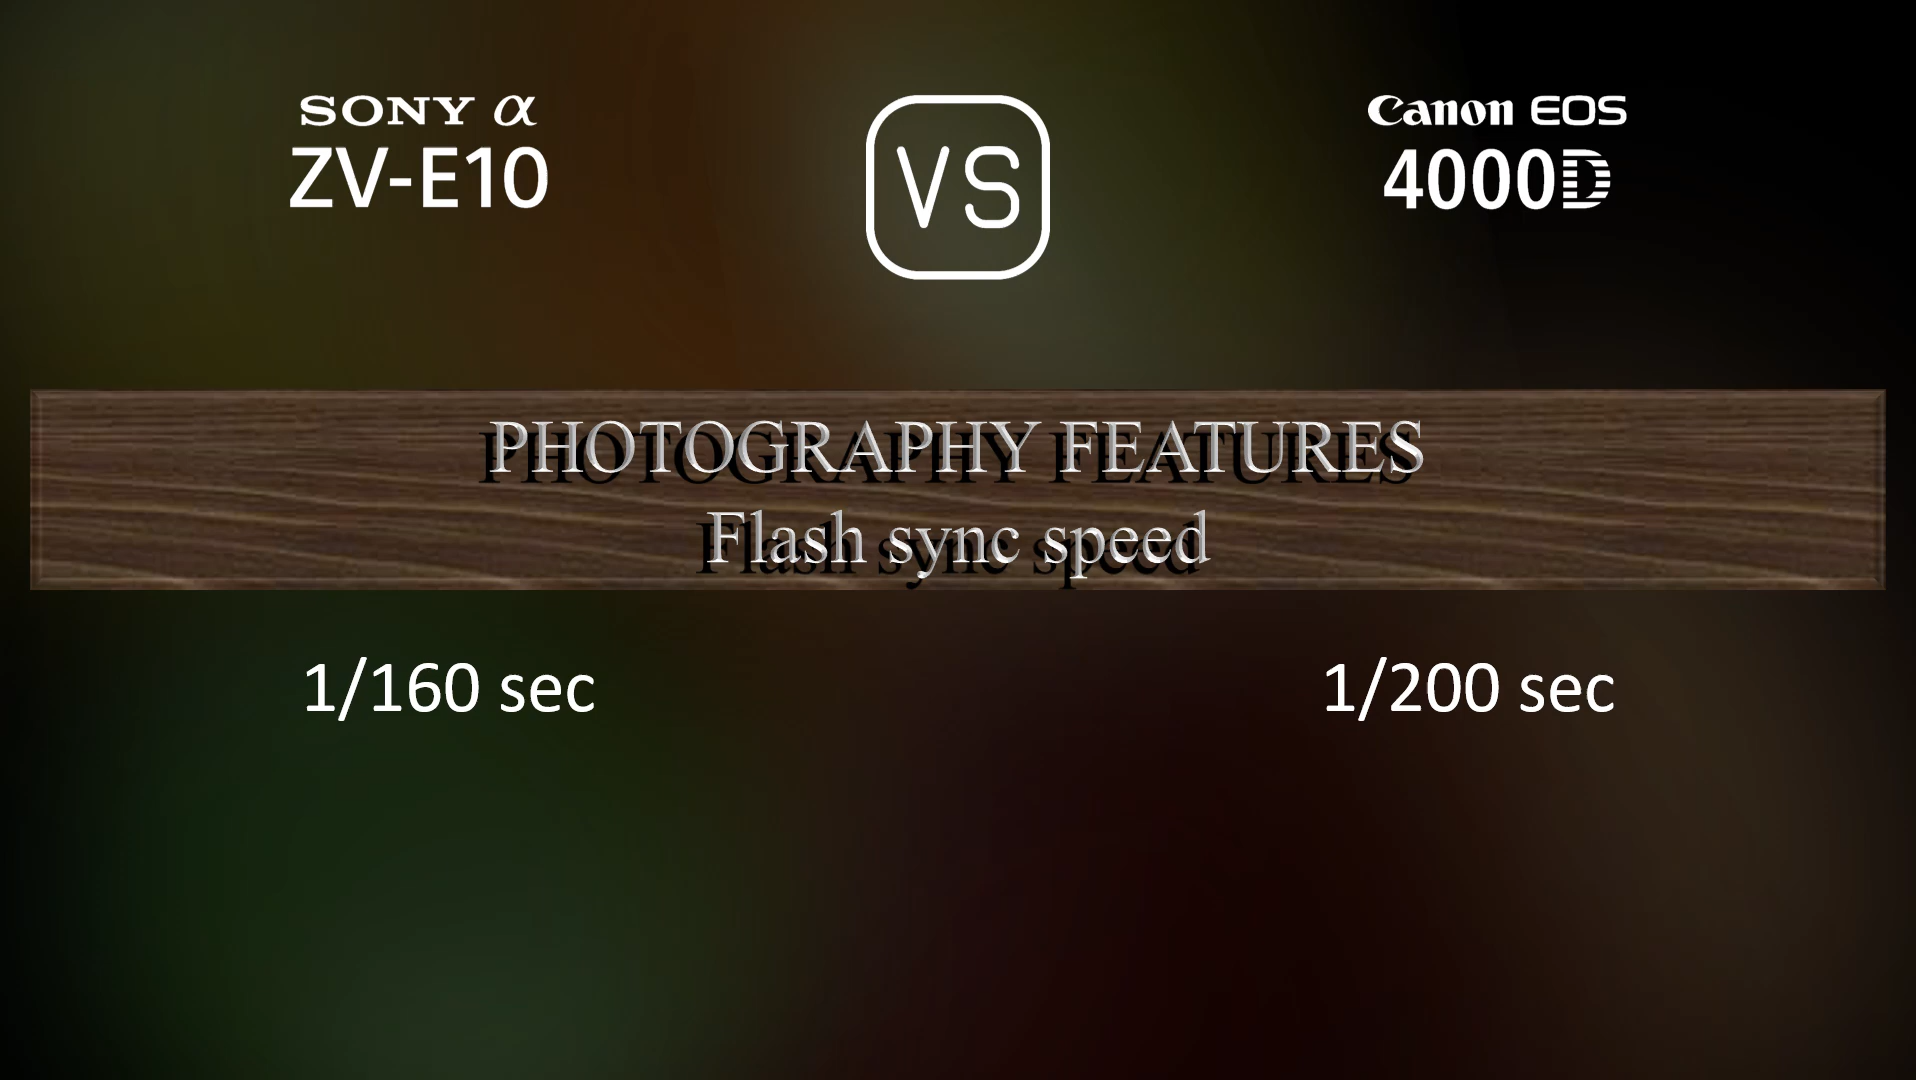 SONY α
ZV-E10
VS
Canon EOS
4000D
PHOTOGRAPHY FEATURES
Flash sync speed
1/160 sec
1/200 sec